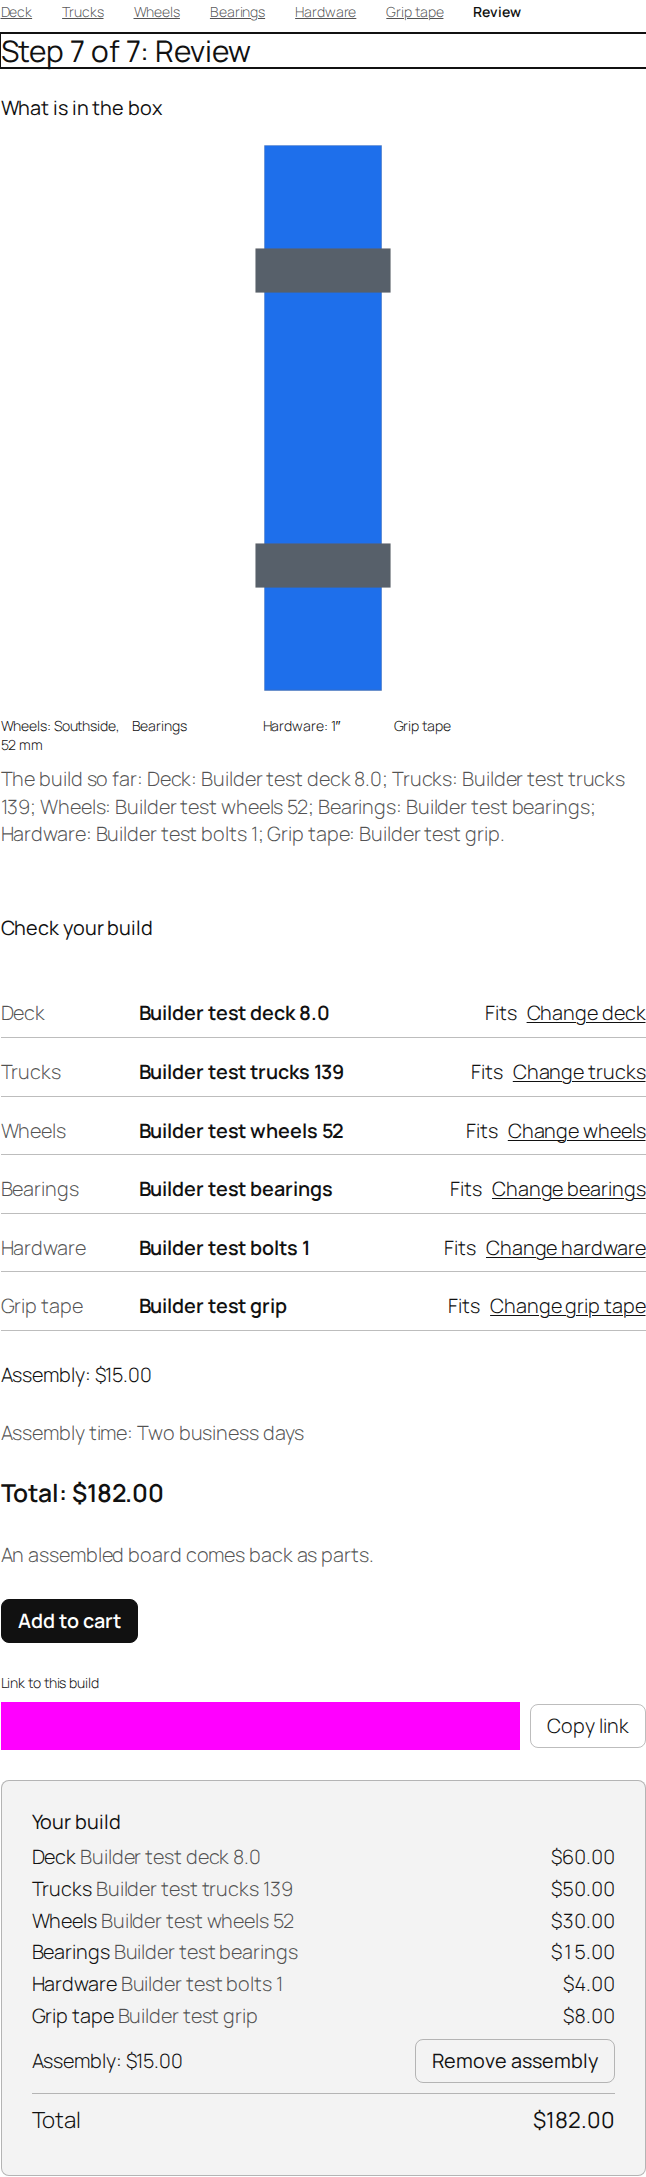 Deck Trucks Wheels Bearings Hardware Grip tape Review
Step 7 of 7: Review
What is in the box
Wheels: Southside, 52 mm
Bearings
Hardware: 1″
Grip tape
The build so far: Deck: Builder test deck 8.0; Trucks: Builder test trucks
139; Wheels: Builder test wheels 52; Bearings: Builder test bearings;
Hardware: Builder test bolts 1; Grip tape: Builder test grip.
Check your build
Deck Builder test deck 8.0 Fits Change deck
Trucks Builder test trucks 139 Fits Change trucks
Wheels Builder test wheels 52 Fits Change wheels
Bearings Builder test bearings Fits Change bearings
Hardware Builder test bolts 1 Fits Change hardware
Grip tape Builder test grip Fits Change grip tape
Assembly: $15.00
Assembly time: Two business days
Total: $182.00
An assembled board comes back as parts.
Add to cart
Link to this build
Copy link
Your build
Deck Builder test deck 8.0 $60.00
Trucks Builder test trucks 139 $50.00
Wheels Builder test wheels 52 $30.00
Bearings Builder test bearings $15.00
Hardware Builder test bolts 1 $4.00
Grip tape Builder test grip $8.00
Assembly: $15.00 Remove assembly
Total $182.00